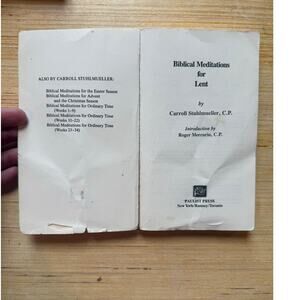 ALSO BY CARROLL STUHLMUELLER:
Biblical Meditations for the Easter Season
Biblical Meditations for Advent
and the Christmas Season
Biblical Meditations for Ordinary Time
(Weeks 1-9)
Biblical Meditations for Ordinary Time
(Weeks 10-22)
Biblical Meditations for Ordinary Time
(Weeks 23-34)
Biblical Meditations
for
Lent
by
Carroll Stuhlmueller, C.P.
Introduction by
Roger Mercurio, C.P.
PAULIST PRESS
New York/Ramsey/Toronto